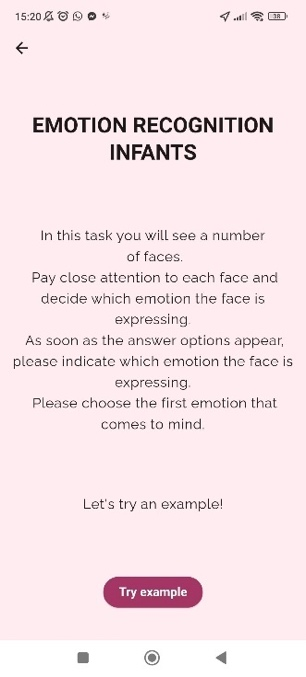 15:20
38
EMOTION RECOGNITION
INFANTS
In this task you will see a number
of faces.
Pay close attention to each face and
decide which emotion the face is
expressing.
As soon as the answer options appear,
please indicate which emotion the face is
expressing.
Please choose the first emotion that
comes to mind.
Let's try an example!
Try example